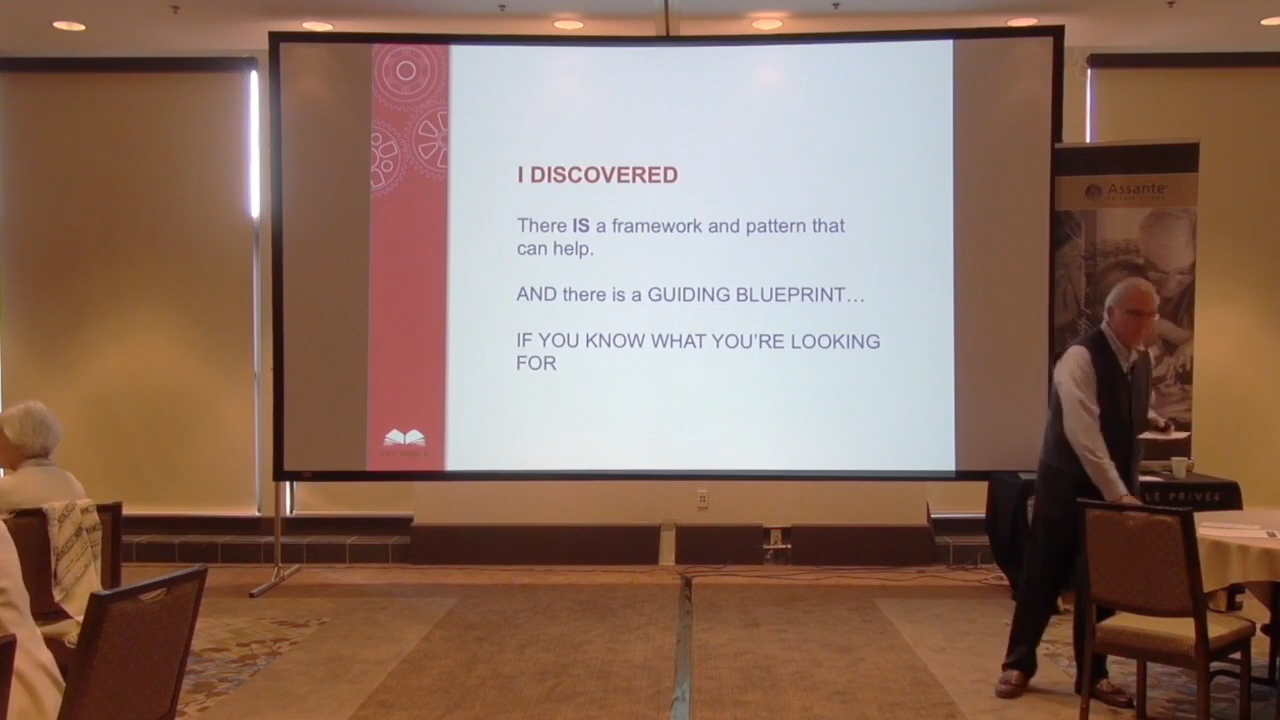 I DISCOVERED
There IS a framework and pattern that
can help.
AND there is a GUIDING BLUEPRINT…
IF YOU KNOW WHAT YOU'RE LOOKING
FOR
Assante
LE PRIVÉE